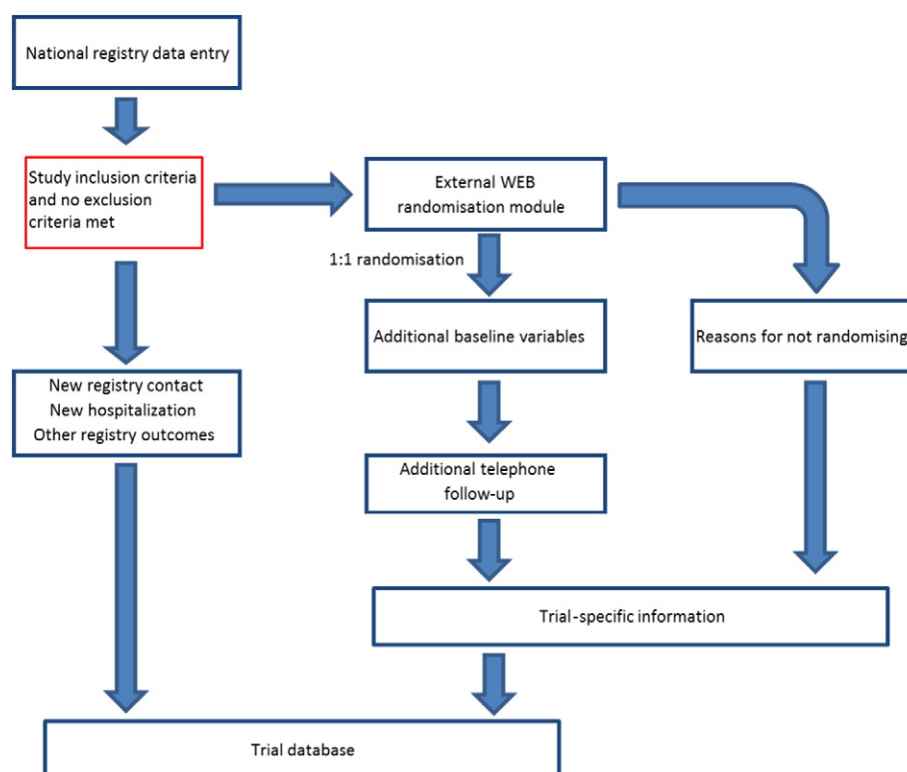 National registry data entry
Study inclusion criteria
and no exclusion
criteria met
External WEB
randomisation module
1:1 randomisation
Additional baseline variables
Reasons for not randomising
New registry contact
New hospitalization
Other registry outcomes
Additional telephone
follow-up
Trial-specific information
Trial database